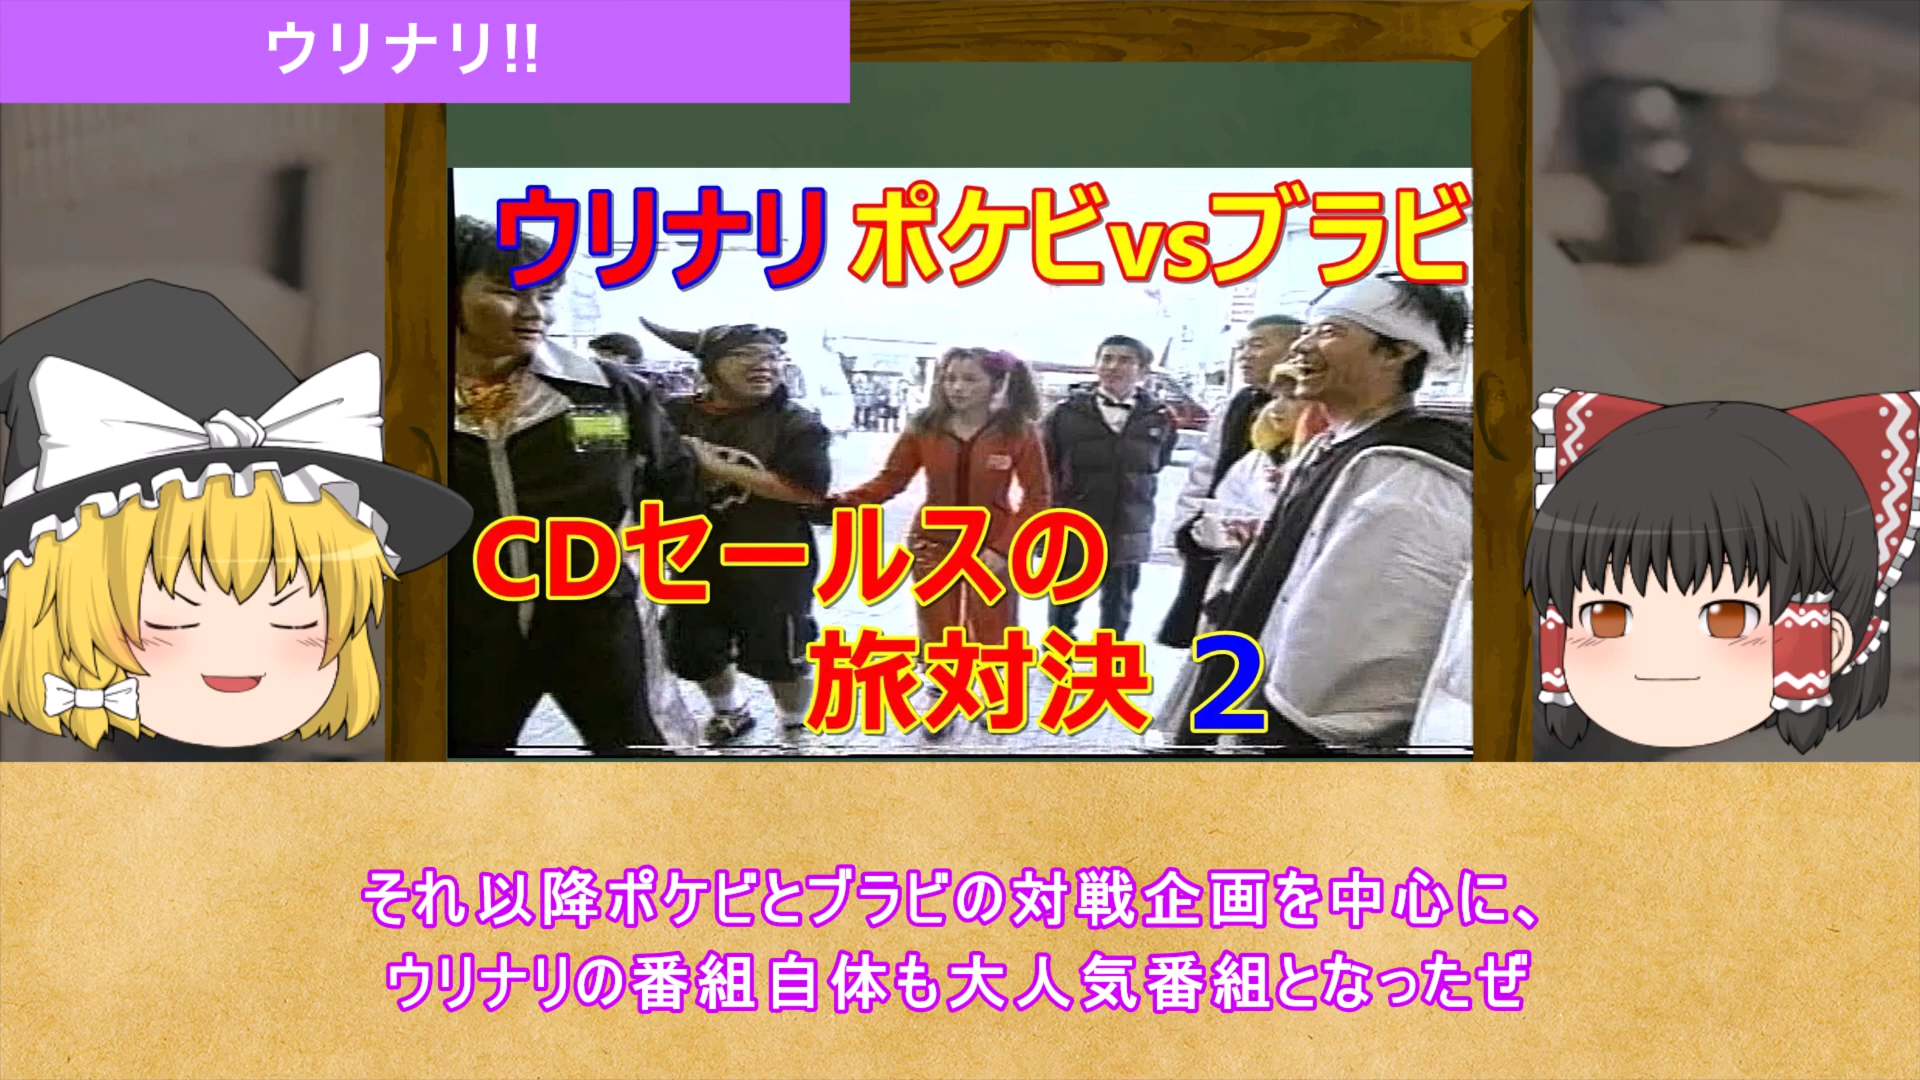 ウリナリ!!
ウリナリ ポケビvsブラビ
CDセールスの
旅対決 2
それ以降ポケビとブラビの対戦企画を中心に、
ウリナリの番組自体も大人気番組となったぜ